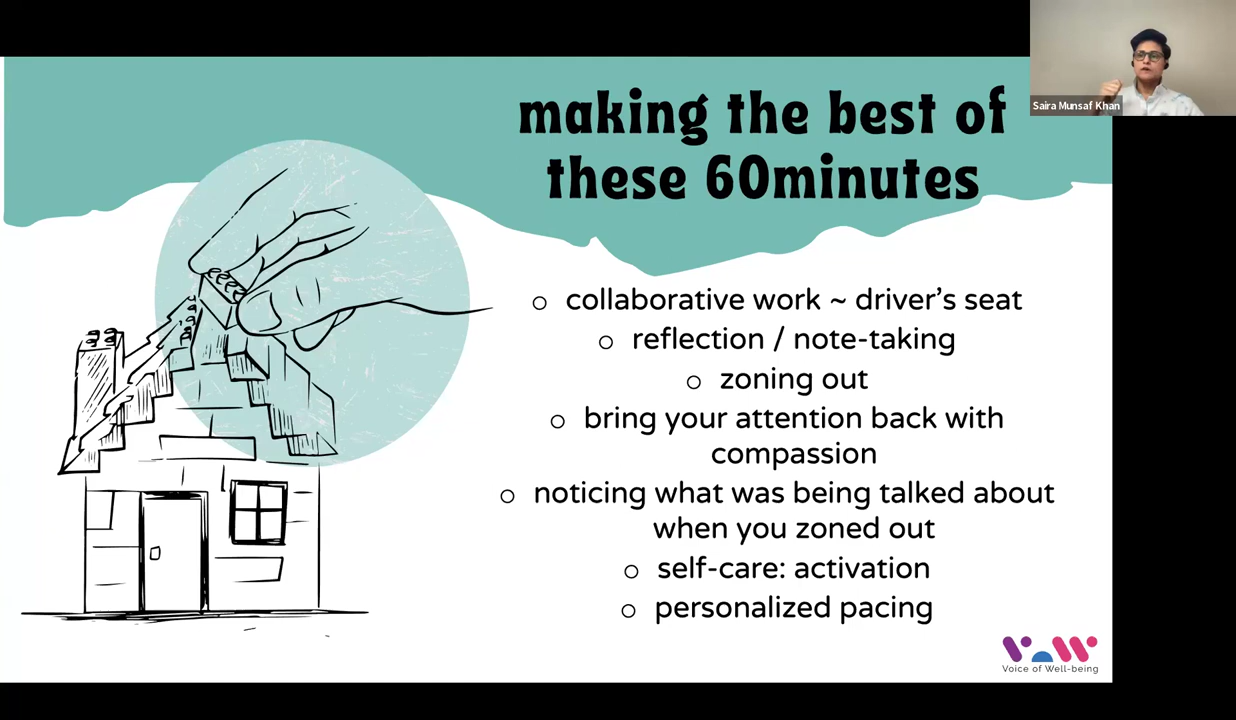 making the best of
these 60minutes
Saira Munsaf Khan
collaborative work ~ driver's seat
reflection / note-taking
zoning out
bring your attention back with
compassion
noticing what was being talked about
when you zoned out
self-care: activation
personalized pacing
VoW
Voice of Well-being